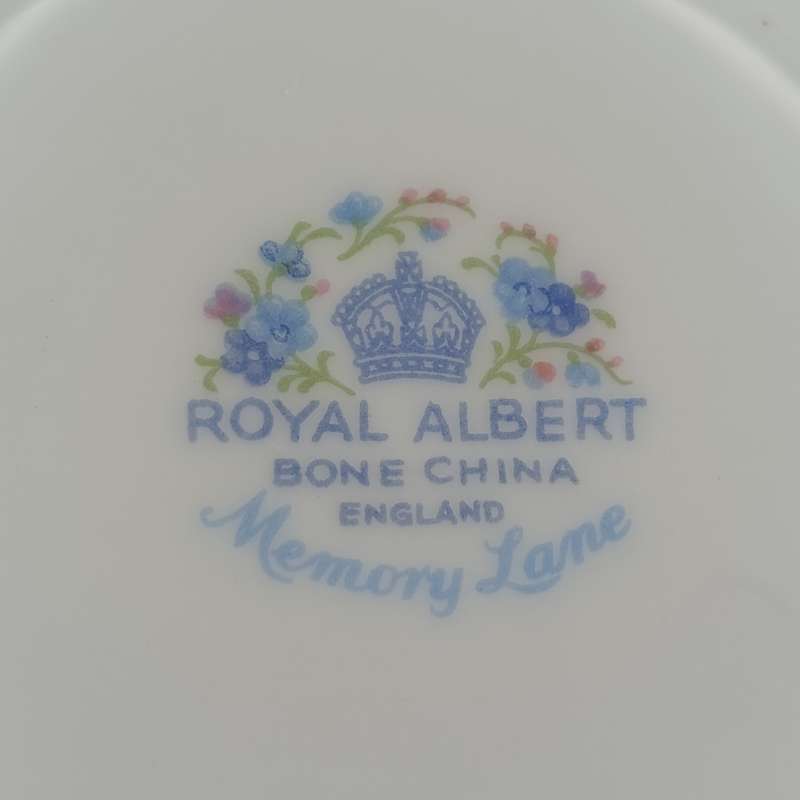 ROYAL ALBERT
BONE CHINA
ENGLAND
Memory Lane